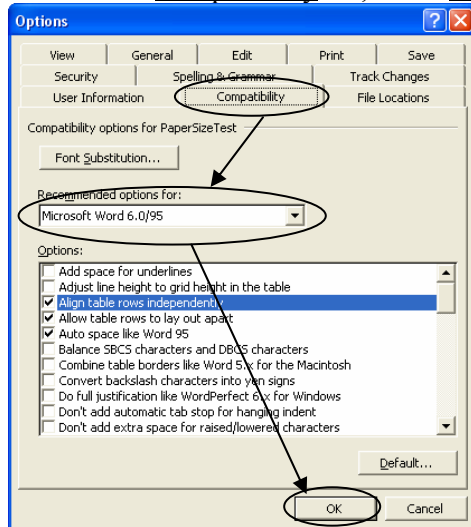 Options
View General Edit Print Save
Security Spelling & Grammar Track Changes
User Information Compatibility File Locations
Compatibility options for PaperSizeTest
Font Substitution...
Recommended options for:
Microsoft Word 6.0/95
Options:
Add space for underlines
Adjust line height to grid height in the table
Align table rows independently
Allow table rows to lay out apart
Auto space like Word 95
Balance SBCS characters and DBCS characters
Combine table borders like Word 5.x for the Macintosh
Convert backslash characters into yen signs
Do full justification like WordPerfect 6.x for Windows
Don't add automatic tab stop for hanging indent
Don't add extra space for raised/lowered characters
Default...
OK Cancel